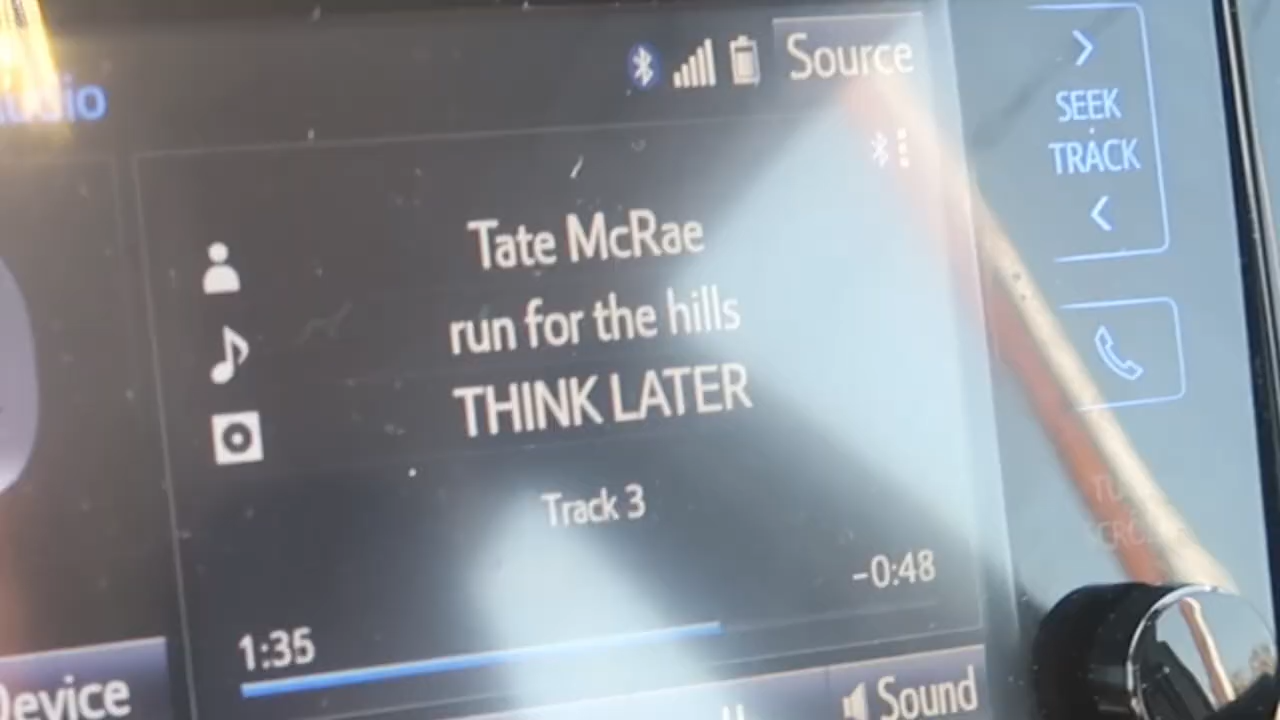 Source
SEEK
TRACK
Tate McRae
run for the hills
THINK LATER
Track 3
-0:48
1:35
Sound